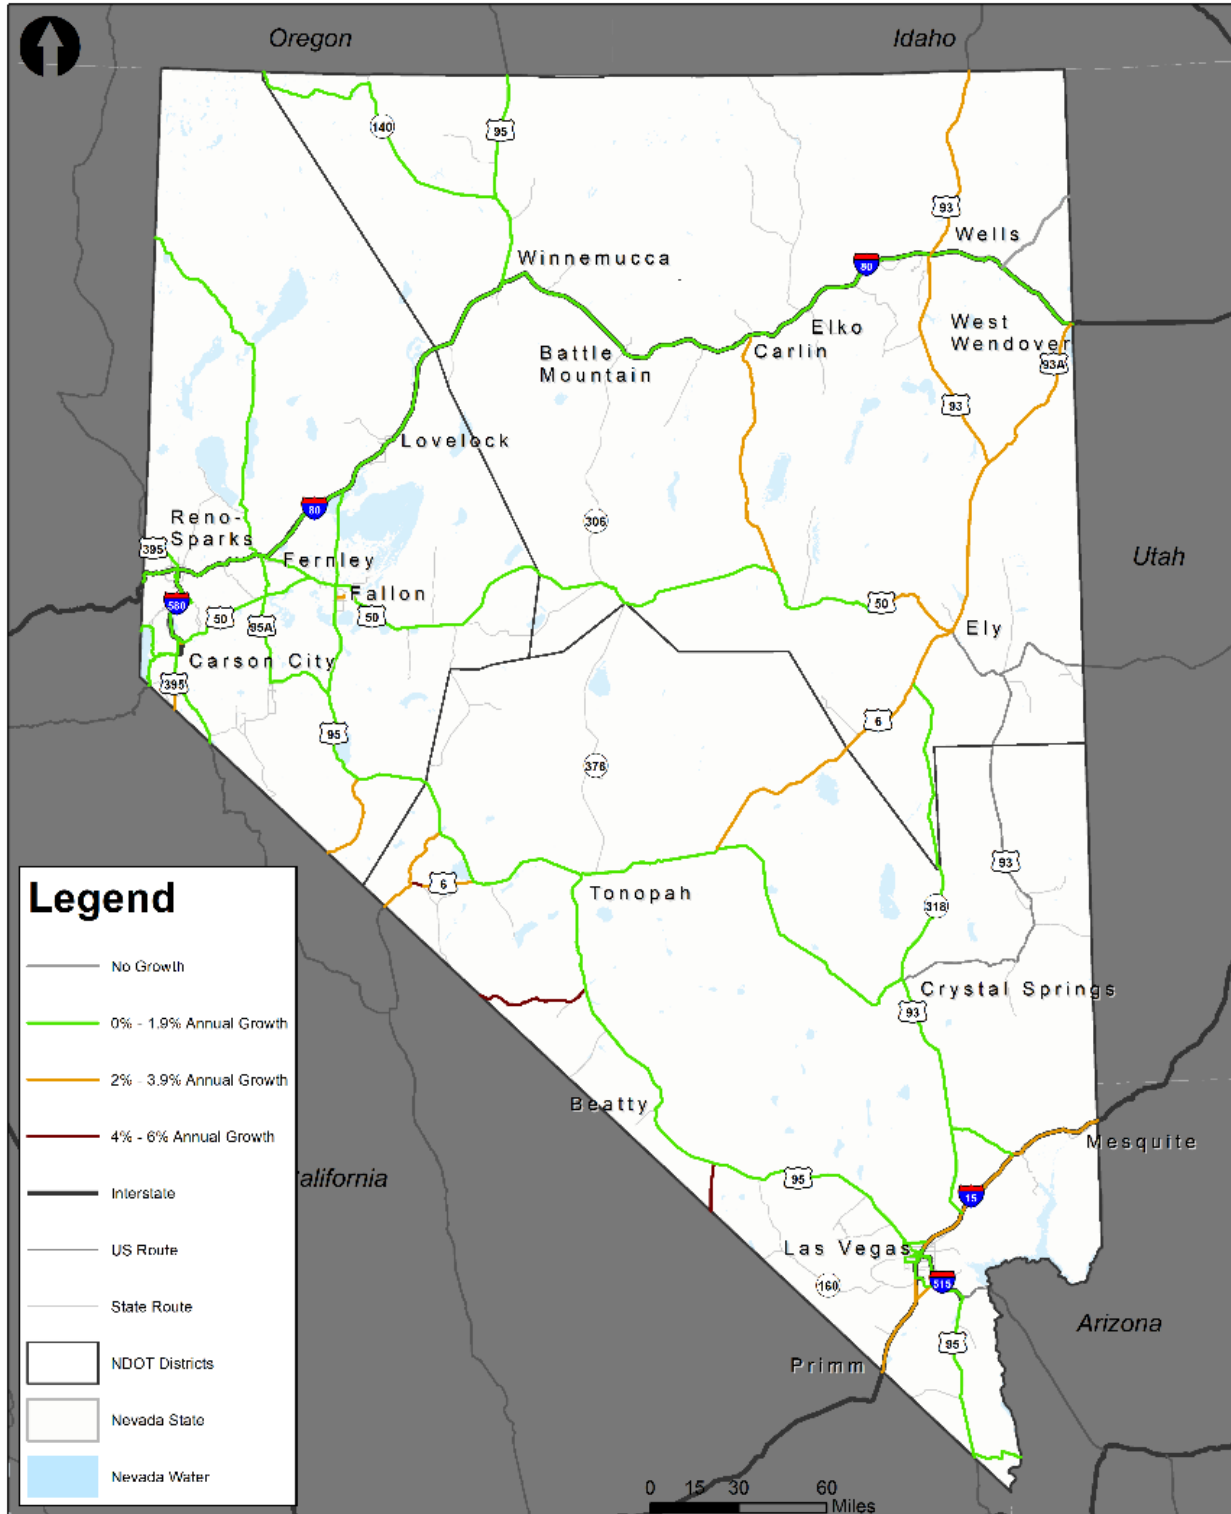 Oregon
Idaho
140
95
93
Wells
Winnemucca
80
Elko
West
Wendover
Battle
Mountain
Carlin
93A
93
Lovelock
80
306
Reno-
Sparks
395
Fernley
Utah
Fallon
580
50
95A
50
50
Ely
Carson City
395
6
95
376
93
6
Tonopah
318
Crystal Springs
93
Beatty
Mesquite
95
15
Las Vegas
160
515
Arizona
95
Primm
alifornia
Legend
No Growth
0% - 1.9% Annual Growth
2% - 3.9% Annual Growth
4% - 6% Annual Growth
Interstate
US Route
State Route
NDOT Districts
Nevada State
Nevada Water
0 15 30 60
Miles